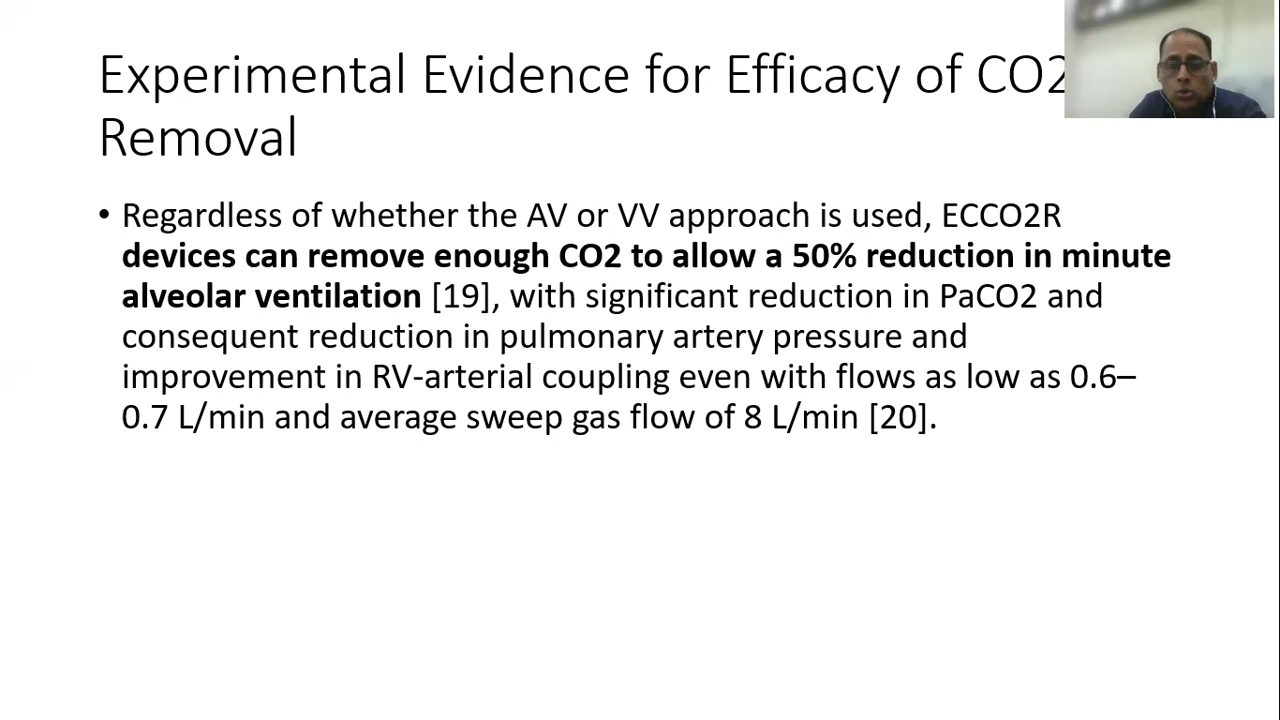 Experimental Evidence for Efficacy of CO2
Removal
• Regardless of whether the AV or VV approach is used, ECCO2R
devices can remove enough CO2 to allow a 50% reduction in minute
alveolar ventilation [19], with significant reduction in PaCO2 and
consequent reduction in pulmonary artery pressure and
improvement in RV-arterial coupling even with flows as low as 0.6–
0.7 L/min and average sweep gas flow of 8 L/min [20].